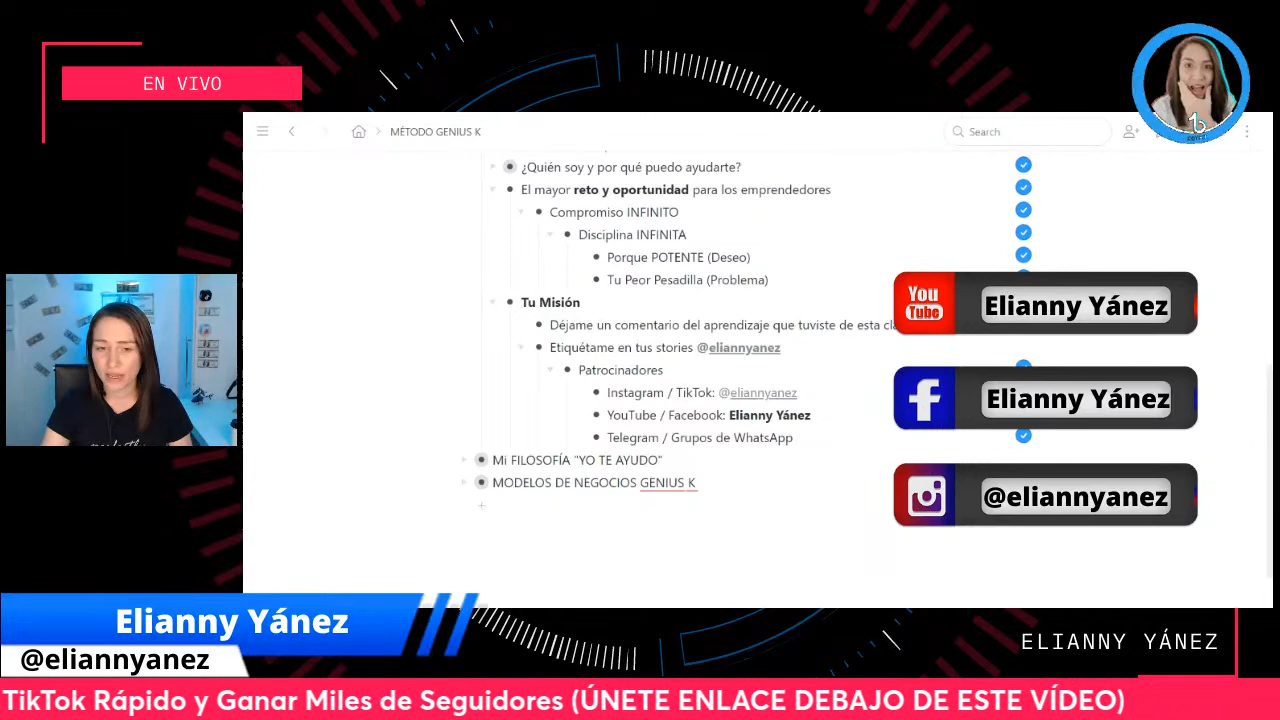 EN VIVO
MÉTODO GENIUS K
Search
¿Quién soy y por qué puedo ayudarte?
El mayor reto y oportunidad para los emprendedores
Compromiso INFINITO
Disciplina INFINITA
Porque POTENTE (Deseo)
Tu Peor Pesadilla (Problema)
Tu Misión
Déjame un comentario del aprendizaje que tuviste de esta
Etiquétame en tus stories @eliannyanez
Patrocinadores
Instagram / TikTok: @eliannyanez
YouTube / Facebook: Elianny Yánez
Telegram / Grupos de WhatsApp
Mi FILOSOFÍA "YO TE AYUDO"
MODELOS DE NEGOCIOS GENIUS K
You Tube
Elianny Yánez
Elianny Yánez
@eliannyanez
Elianny Yánez
@eliannyanez
ELIANNY YÁNEZ
TikTok Rápido y Ganar Miles de Seguidores (ÚNETE ENLACE DEBAJO DE ESTE VÍDEO)